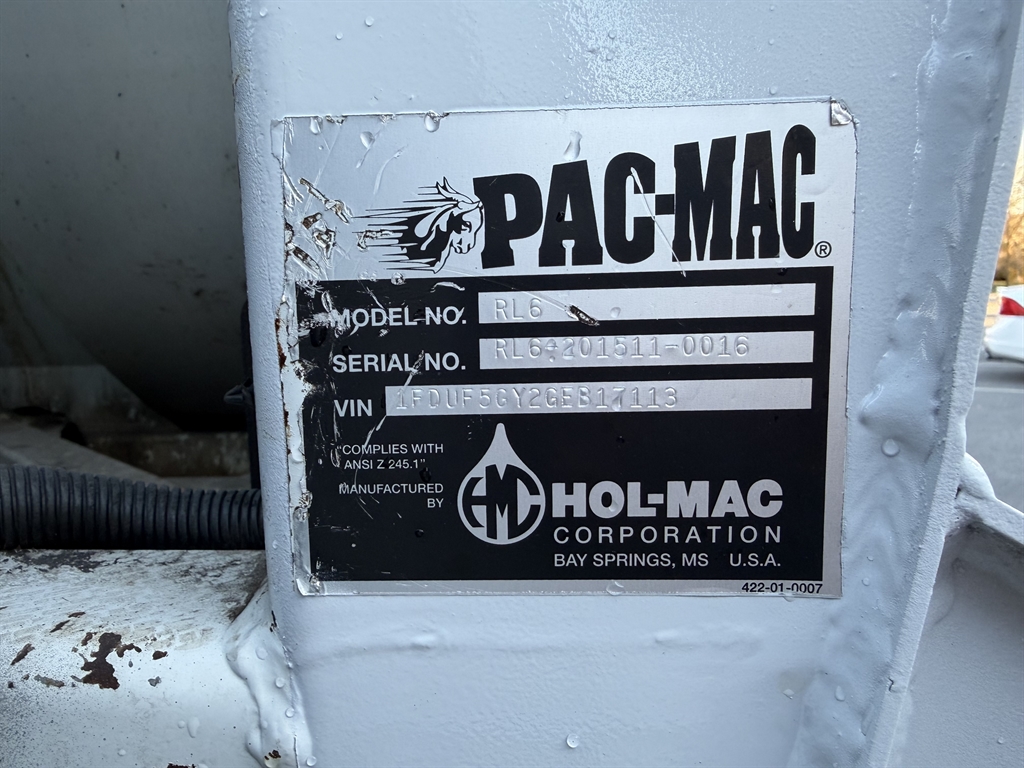 PAC-MAC®
MODEL NO. RL6
SERIAL NO. RL64201511-0016
VIN 1FDUF5GY2GEB17113
"COMPLIES WITH
ANSI Z 245.1"
MANUFACTURED
BY
HMC
HOL-MAC
CORPORATION
BAY SPRINGS, MS U.S.A.
422-01-0007